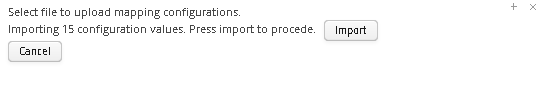 Select file to upload mapping configurations.
Importing 15 configuration values. Press import to procede. Import
Cancel